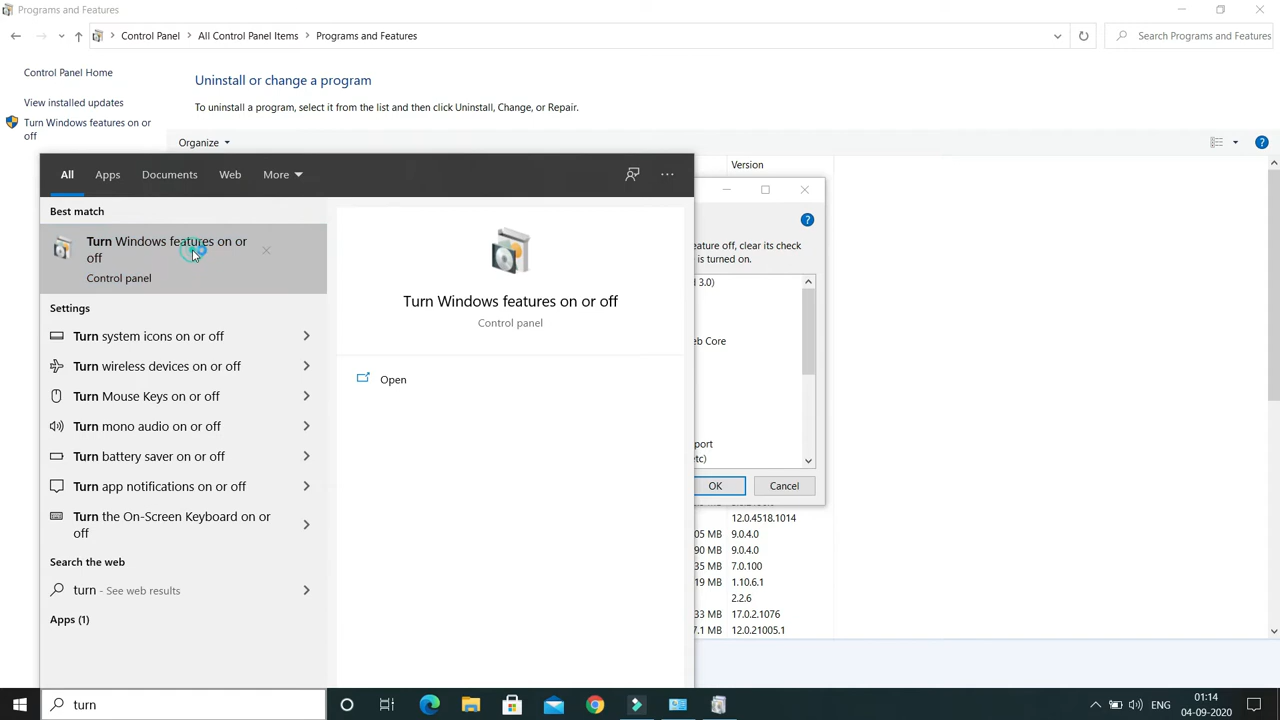 Programs and Features
Control Panel
All Control Panel Items
Programs and Features
Search Programs and Features
Control Panel Home
View installed updates
Turn Windows features on or
off
Uninstall or change a program
To uninstall a program, select it from the list and then click Uninstall, Change, or Repair.
Organize
Version
All
Apps
Documents
Web
More
Best match
Turn Windows features on or
off
Control panel
Settings
Turn system icons on or off
Turn wireless devices on or off
Turn Mouse Keys on or off
Turn mono audio on or off
Turn battery saver on or off
Turn app notifications on or off
Turn the On-Screen Keyboard on or
off
Search the web
turn - See web results
Apps (1)
Turn Windows features on or off
Control panel
Open
eature off, clear its check
is turned on.
3.0)
eb Core
port
etc)
OK
Cancel
12.0.4518.1014
05 MB 9.0.4.0
90 MB 9.0.4.0
35 MB 7.0.100
19 MB 1.10.6.1
2.2.6
33 MB 17.0.2.1076
7.1 MB 12.0.21005.1
turn
ENG
01:14
04-09-2020